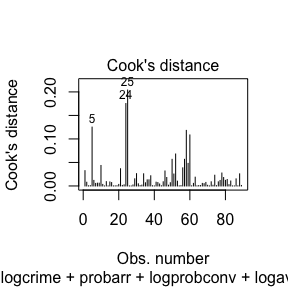 Cook's distance
25
24
5
Cook's distance
0.00 0.10 0.20
0 20 40 60 80
Obs. number
logcrime + probarr + logprobconv + logav